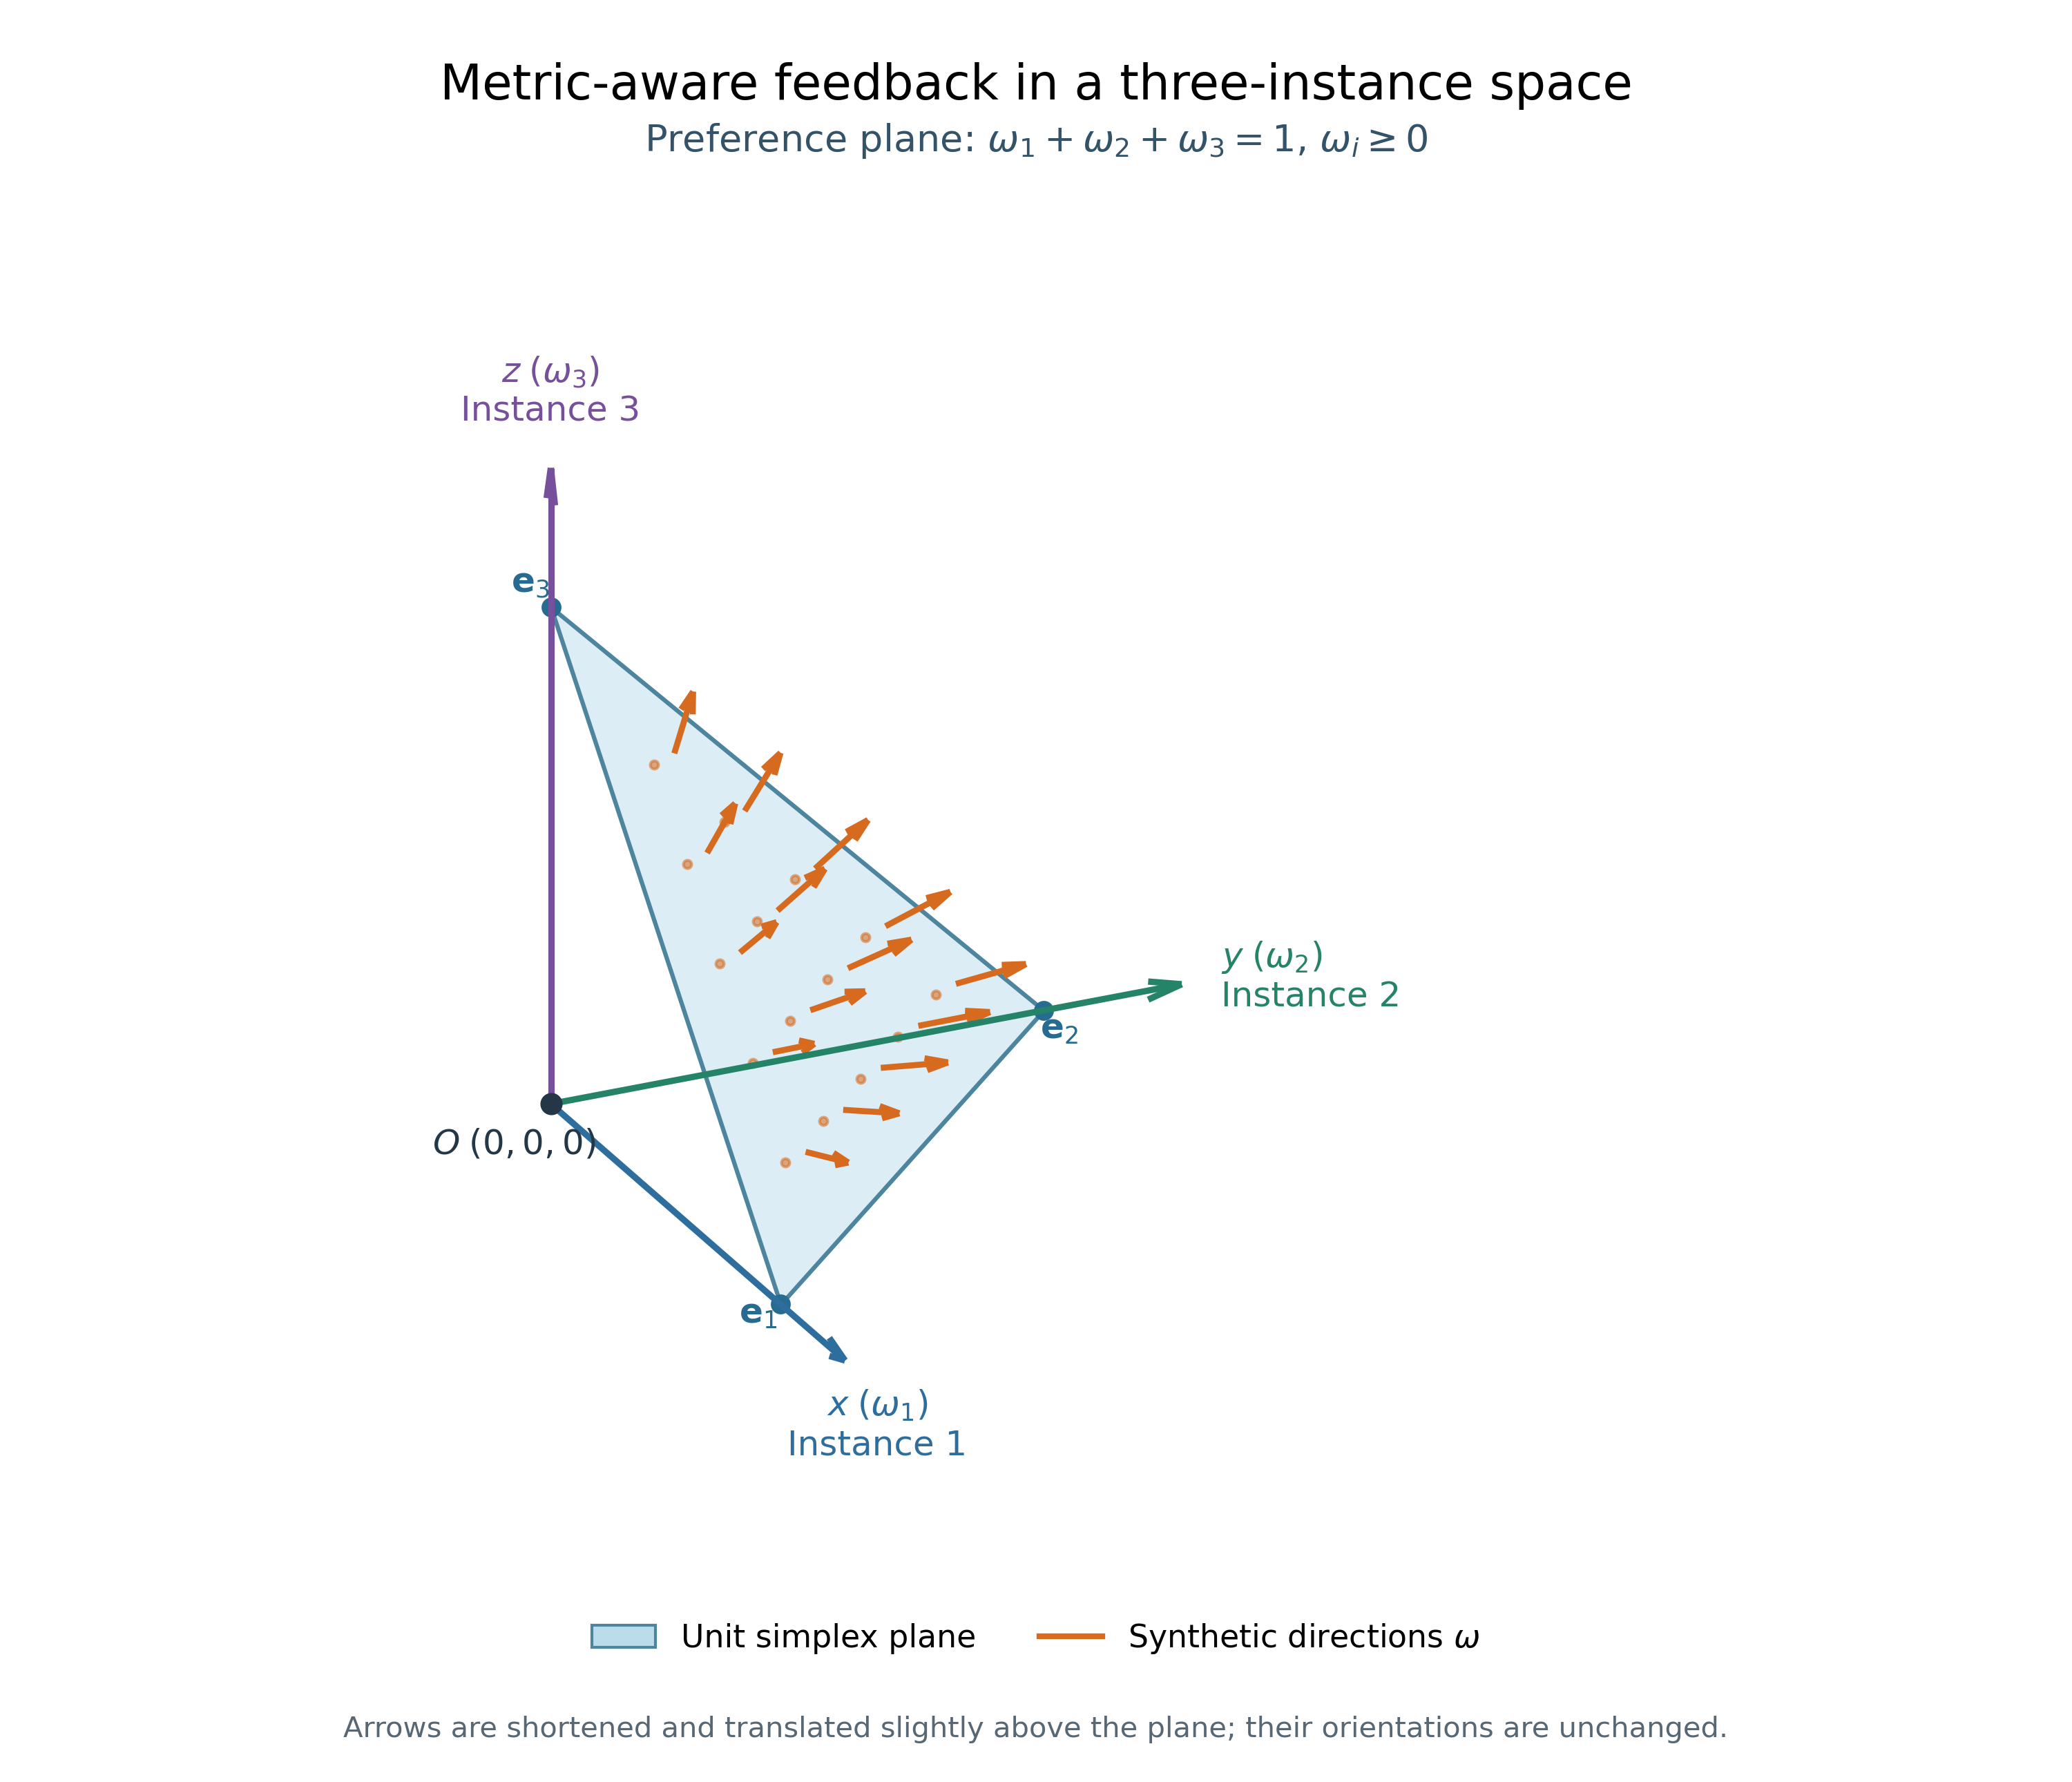 Metric-aware feedback in a three-instance space
Preference plane: ω₁ + ω₂ + ω₃ = 1, ωᵢ ≥ 0
z (ω₃)
Instance 3
e₃
y (ω₂)
Instance 2
e₂
O (0, 0, 0)
e₁
x (ω₁)
Instance 1
Unit simplex plane
Synthetic directions ω
Arrows are shortened and translated slightly above the plane; their orientations are unchanged.